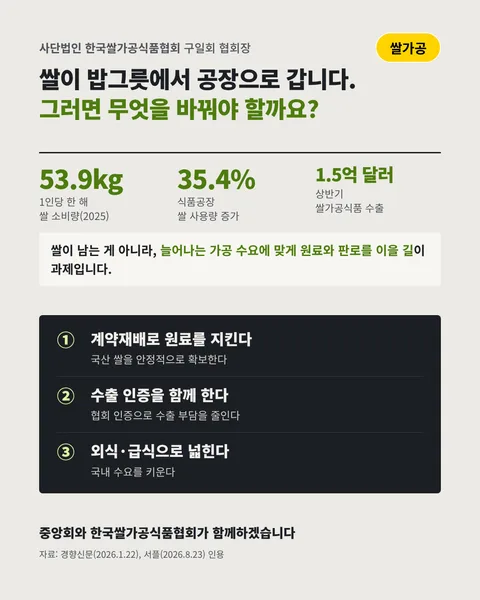 사단법인 한국쌀가공식품협회 구일회 협회장
쌀가공
쌀이 밥그릇에서 공장으로 갑니다.
그러면 무엇을 바꿔야 할까요?
53.9kg
1인당 한 해
쌀 소비량(2025)
35.4%
식품공장
쌀 사용량 증가
1.5억 달러
상반기
쌀가공식품 수출
쌀이 남는 게 아니라, 늘어나는 가공 수요에 맞게 원료와 판로를 이을 길이
과제입니다.
① 계약재배로 원료를 지킨다
국산 쌀을 안정적으로 확보한다
② 수출 인증을 함께 한다
협회 인증으로 수출 부담을 줄인다
③ 외식·급식으로 넓힌다
국내 수요를 키운다
중앙회와 한국쌀가공식품협회가 함께하겠습니다
자료: 경향신문(2026.1.22), 서플(2026.8.23) 인용